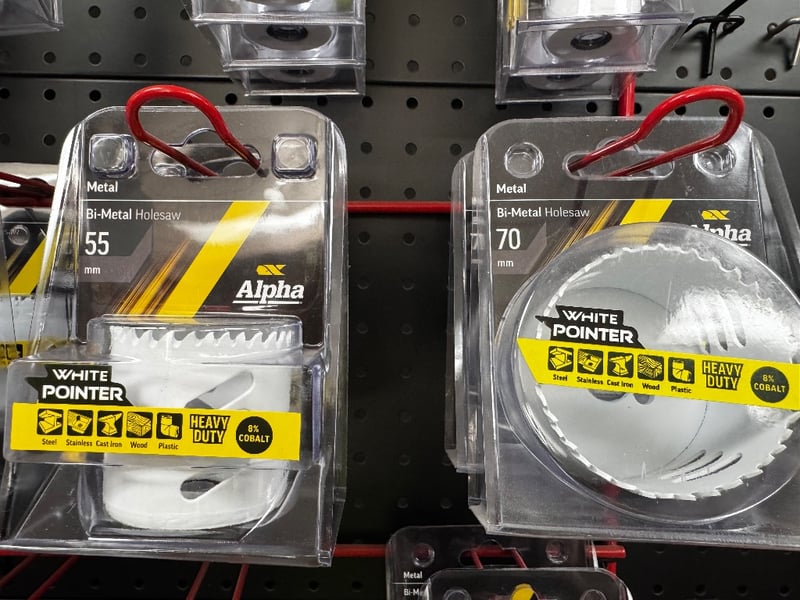 Metal
Bi-Metal Holesaw
55
mm
Alpha
WHITE
POINTER
Steel Stainless Cast Iron Wood Plastic
HEAVY
DUTY
8%
COBALT
Metal
Bi-Metal Holesaw
70
mm
Alpha
WHITE
POINTER
Steel Stainless Cast Iron Wood Plastic
HEAVY
DUTY
8%
COBALT
Metal
Bi-M